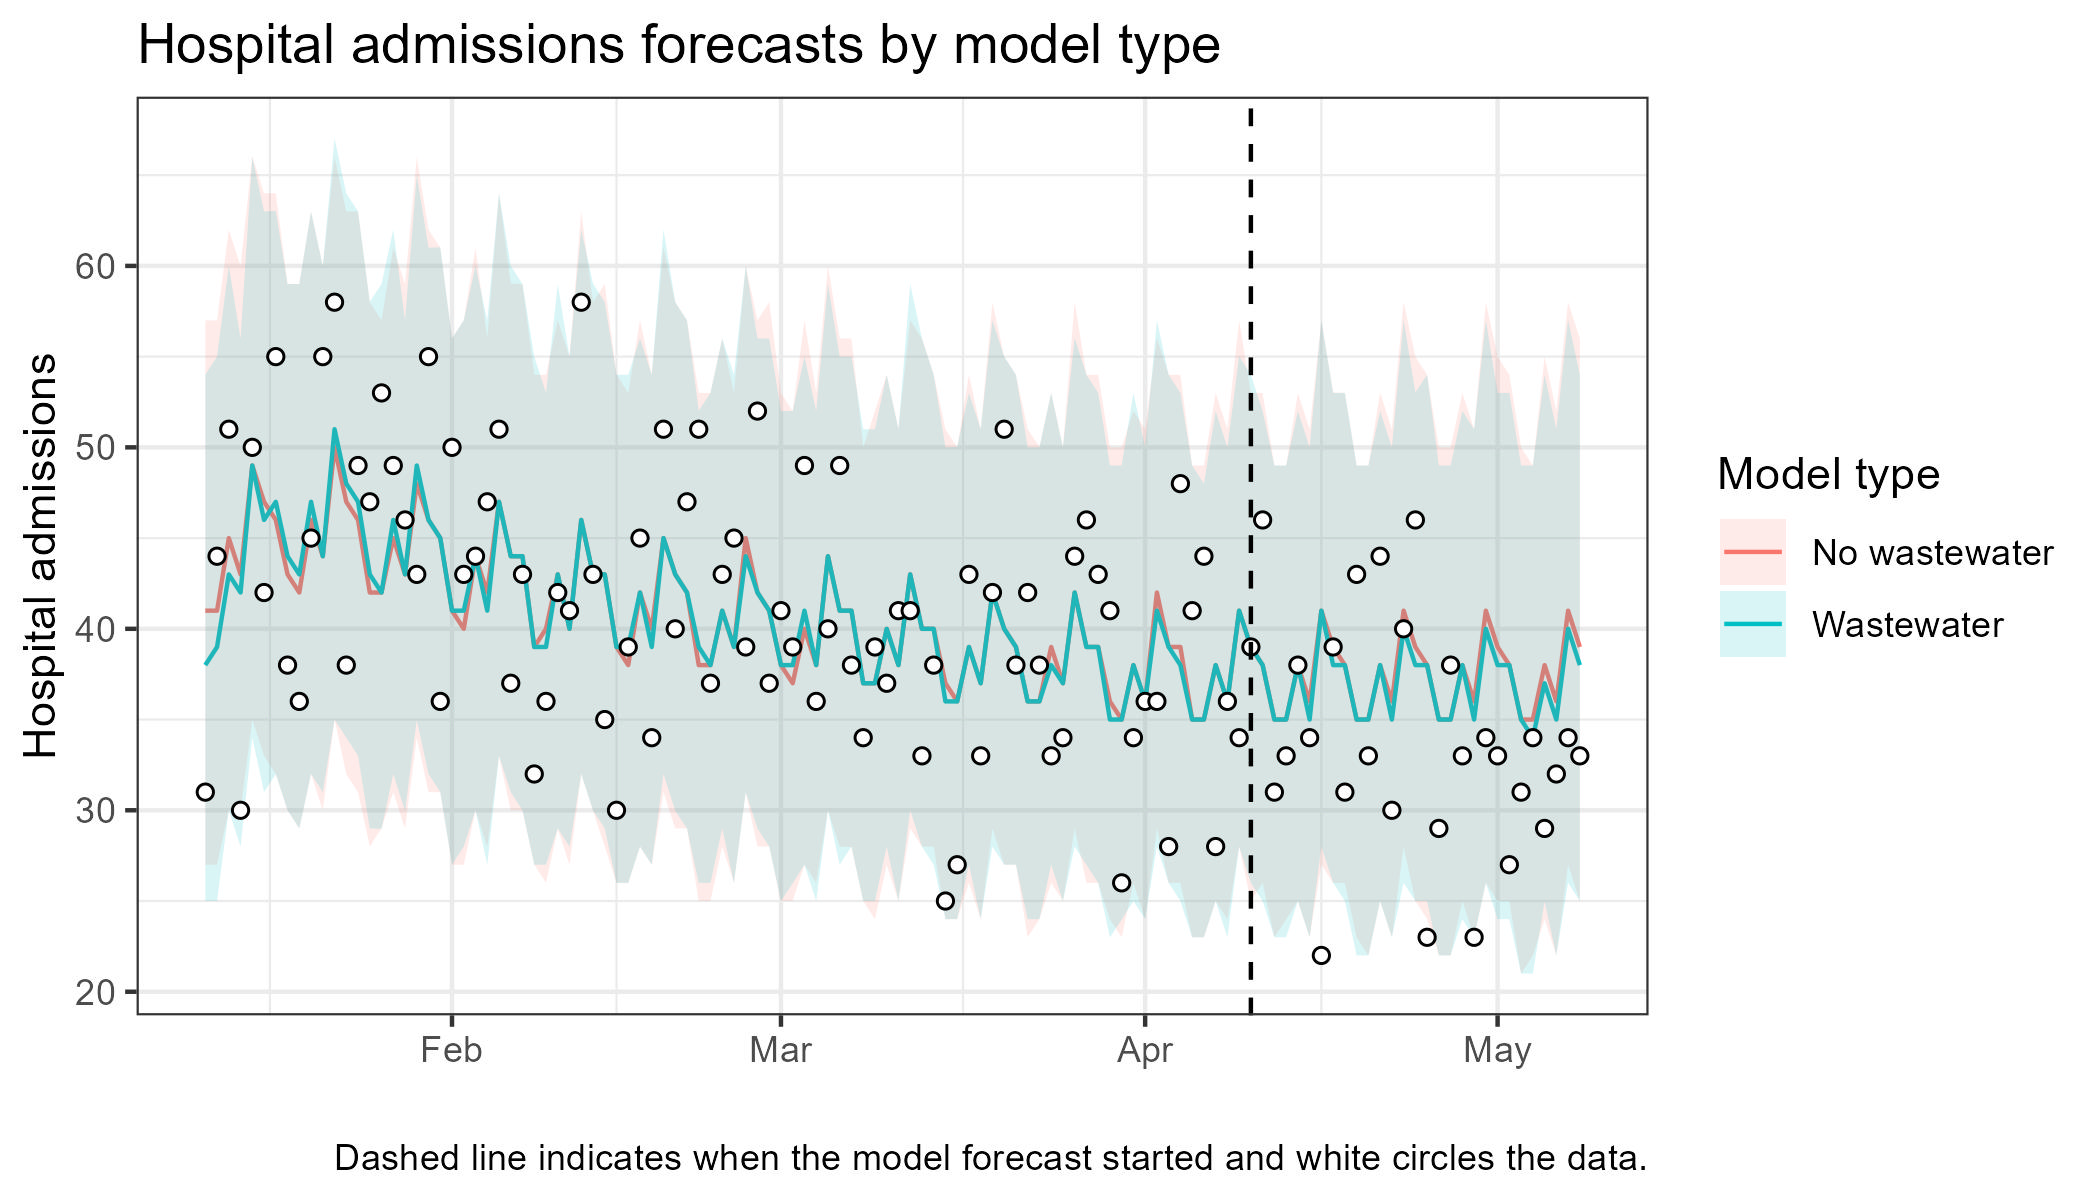 Hospital admissions forecasts by model type
Hospital admissions
60
50
40
30
20
Feb
Mar
Apr
May
Model type
No wastewater
Wastewater
Dashed line indicates when the model forecast started and white circles the data.